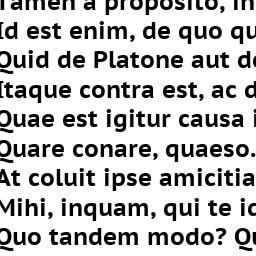 Tamen a proposito, in
Id est enim, de quo qu
Quid de Platone aut de
Itaque contra est, ac d
Quae est igitur causa i
Quare conare, quaeso.
At coluit ipse amicitia
Mihi, inquam, qui te id
Quo tandem modo? Qu